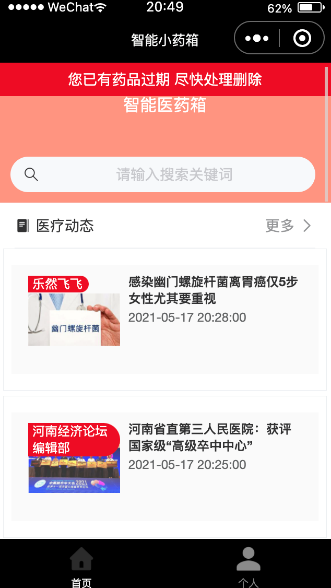 WeChat
20:49
62%
智能小药箱
您已有药品过期 尽快处理删除
智能医药箱
请输入搜索关键词
医疗动态
更多
乐然飞飞
幽门螺旋杆菌
感染幽门螺旋杆菌离胃癌仅5步
女性尤其要重视
2021-05-17 20:28:00
河南经济论坛
编辑部
河南省直第三人民医院：获评
国家级“高级卒中中心”
2021-05-17 20:25:00
首页
个人